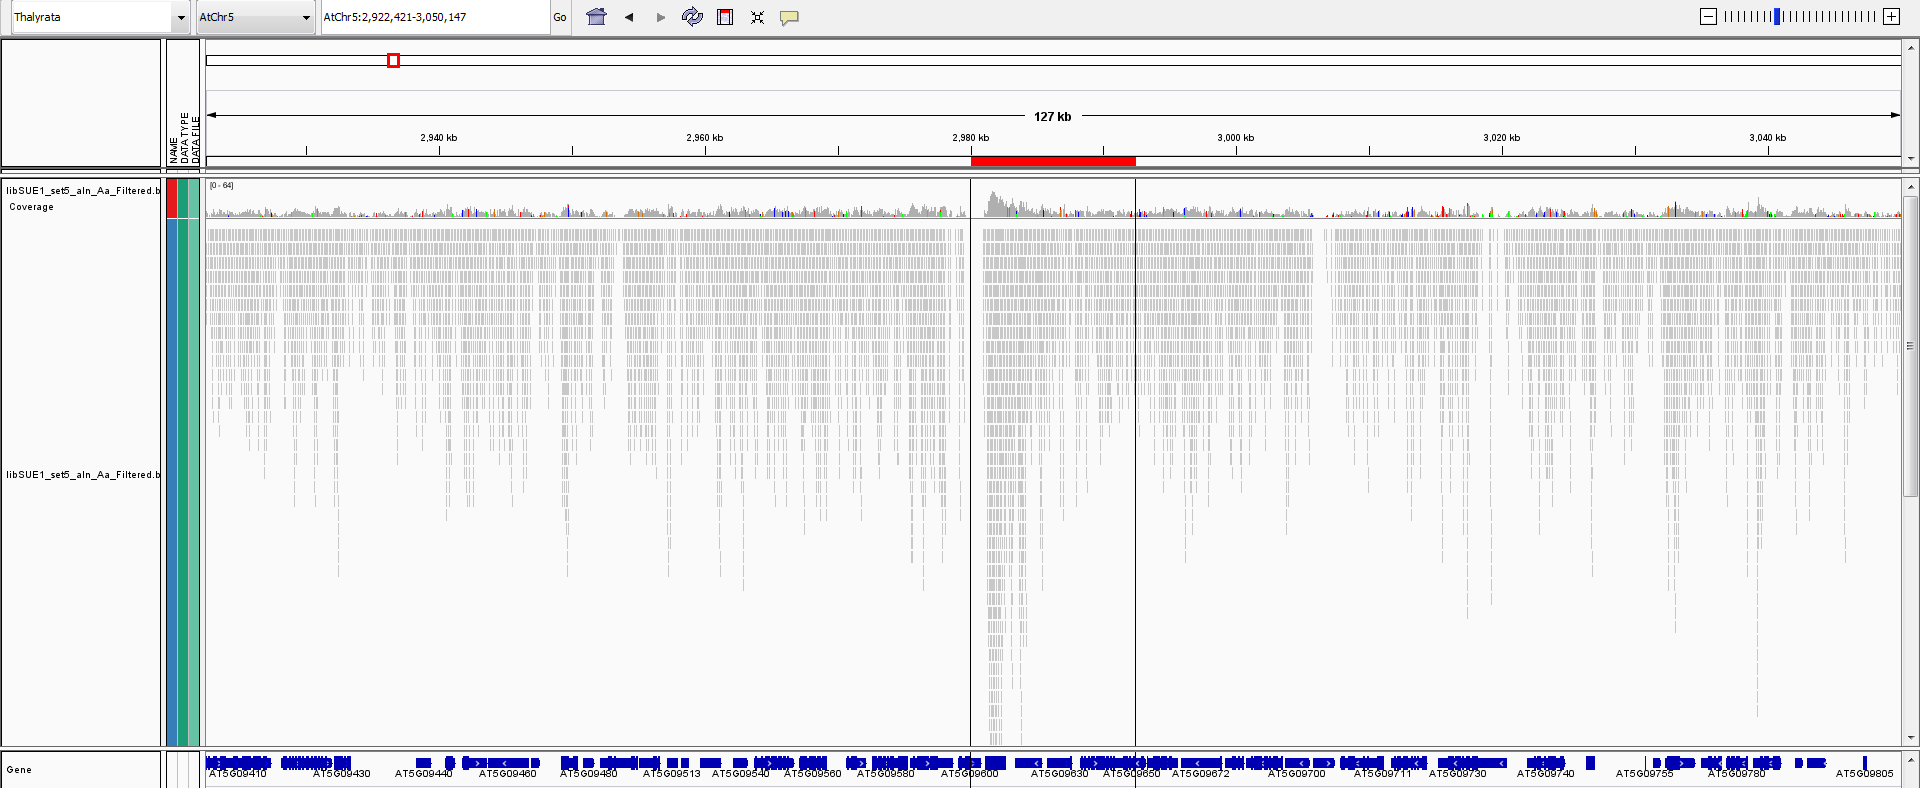 Thalyrata AtChr5 AtChr5:2,922,421-3,050,147 Go
NAME
DATA TYPE
DATA FILE
127 kb
2,940 kb 2,960 kb 2,980 kb 3,000 kb 3,020 kb 3,040 kb
libSUE1_set5_aln_Aa_Filtered.b
Coverage
[0 - 64]
libSUE1_set5_aln_Aa_Filtered.b
Gene
AT5G09410 AT5G09430 AT5G09440 AT5G09460 AT5G09480 AT5G09513 AT5G09540 AT5G09560 AT5G09580 AT5G09600 AT5G09630 AT5G09650 AT5G09672 AT5G09700 AT5G09711 AT5G09730 AT5G09740 AT5G09755 AT5G09780 AT5G09805